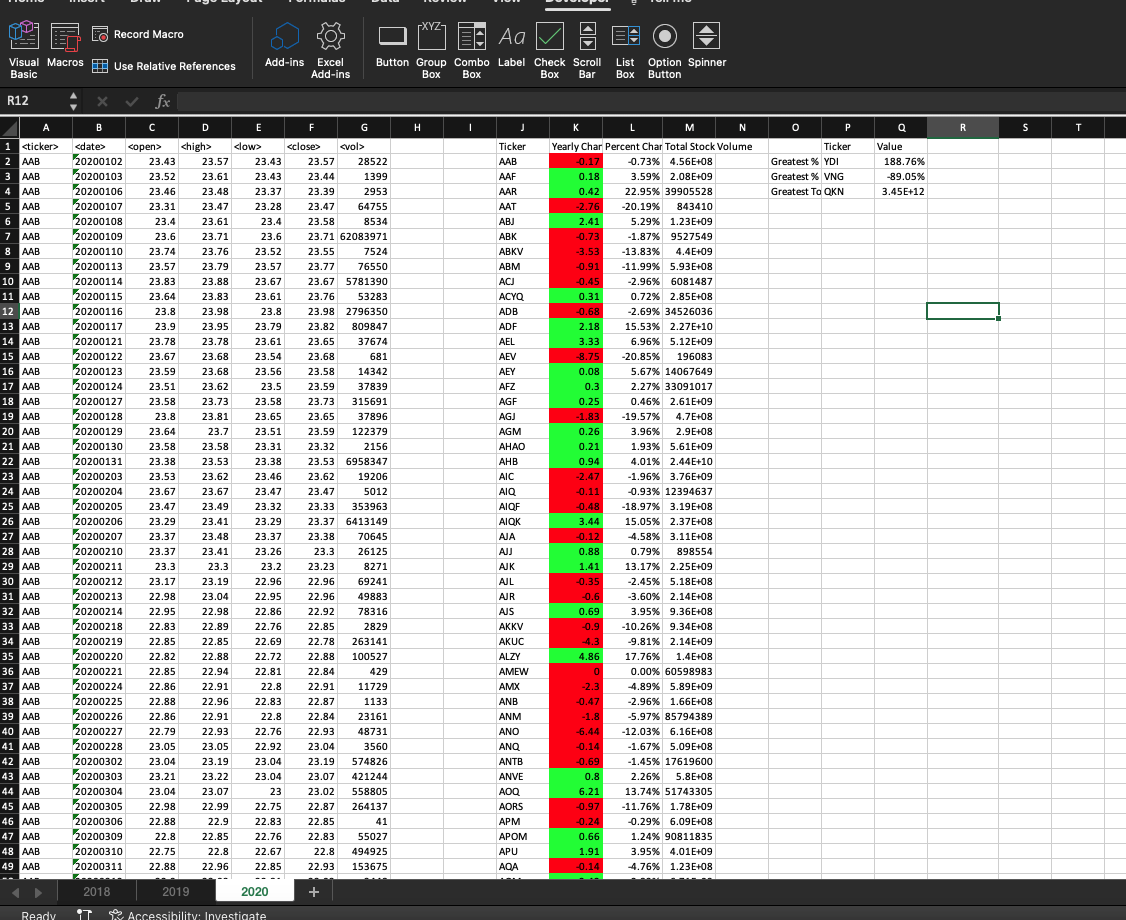 Home Insert Draw Page Layout Formulas Data Review View Developer Tell me
Record Macro
Use Relative References
Visual Basic Macros Add-ins Excel Add-ins Button Group Box Combo Box Label Check Box Scroll Bar List Box Option Button Spinner
XYZ Aa
R12 fx
A B C D E F G H I J K L M N O P Q R S T
1 <ticker> <date> <open> <high> <low> <close> <vol> Ticker Yearly Char Percent Char Total Stock Volume Ticker Value
2 AAB 20200102 23.43 23.57 23.43 23.57 28522 AAB -0.17 -0.73% 4.56E+08 Greatest % YDI 188.76%
3 AAB 20200103 23.52 23.61 23.43 23.44 1399 AAF 0.18 3.59% 2.08E+09 Greatest % VNG -89.05%
4 AAB 20200106 23.46 23.48 23.37 23.39 2953 AAR 0.42 22.95% 39905528 Greatest To QKN 3.45E+12
5 AAB 20200107 23.31 23.47 23.28 23.47 64755 AAT -2.76 -20.19% 843410
6 AAB 20200108 23.4 23.61 23.4 23.58 8534 ABJ 2.41 5.29% 1.23E+09
7 AAB 20200109 23.6 23.71 23.6 23.71 62083971 ABK -0.73 -1.87% 9527549
8 AAB 20200110 23.74 23.76 23.52 23.55 7524 ABKV -3.53 -13.83% 4.4E+09
9 AAB 20200113 23.57 23.79 23.57 23.77 76550 ABM -0.91 -11.99% 5.93E+08
10 AAB 20200114 23.83 23.88 23.67 23.67 5781390 ACJ -0.45 -2.96% 6081487
11 AAB 20200115 23.64 23.83 23.61 23.76 53283 ACYQ 0.31 0.72% 2.85E+08
12 AAB 20200116 23.8 23.98 23.8 23.98 2796350 ADB -0.68 -2.69% 34526036
13 AAB 20200117 23.9 23.95 23.79 23.82 809847 ADF 2.18 15.53% 2.27E+10
14 AAB 20200121 23.78 23.78 23.61 23.65 37674 AEL 3.33 6.96% 5.12E+09
15 AAB 20200122 23.67 23.68 23.54 23.68 681 AEV -8.75 -20.85% 196083
16 AAB 20200123 23.59 23.68 23.56 23.58 14342 AEY 0.08 5.67% 14067649
17 AAB 20200124 23.51 23.62 23.5 23.59 37839 AFZ 0.3 2.27% 33091017
18 AAB 20200127 23.58 23.73 23.58 23.73 315691 AGF 0.25 0.46% 2.61E+09
19 AAB 20200128 23.8 23.81 23.65 23.65 37896 AGJ -1.83 -19.57% 4.7E+08
20 AAB 20200129 23.64 23.7 23.51 23.59 122379 AGM 0.26 3.96% 2.9E+08
21 AAB 20200130 23.58 23.58 23.31 23.32 2156 AHAO 0.21 1.93% 5.61E+09
22 AAB 20200131 23.38 23.53 23.38 23.53 6958347 AHB 0.94 4.01% 2.44E+10
23 AAB 20200203 23.53 23.62 23.46 23.62 19206 AIC -2.47 -1.96% 3.76E+09
24 AAB 20200204 23.67 23.67 23.47 23.47 5012 AIQ -0.11 -0.93% 12394637
25 AAB 20200205 23.47 23.49 23.32 23.33 353963 AIQF -0.48 -18.97% 3.19E+08
26 AAB 20200206 23.29 23.41 23.29 23.37 6413149 AIQK 3.44 15.05% 2.37E+08
27 AAB 20200207 23.37 23.48 23.37 23.38 70645 AJA -0.12 -4.58% 3.11E+08
28 AAB 20200210 23.37 23.41 23.26 23.3 26125 AJJ 0.88 0.79% 898554
29 AAB 20200211 23.3 23.3 23.2 23.23 8271 AJK 1.41 13.17% 2.25E+09
30 AAB 20200212 23.17 23.19 22.96 22.96 69241 AJL -0.35 -2.45% 5.18E+08
31 AAB 20200213 22.98 23.04 22.95 22.96 49883 AJR -0.6 -3.60% 2.14E+08
32 AAB 20200214 22.95 22.98 22.86 22.92 78316 AJS 0.69 3.95% 9.36E+08
33 AAB 20200218 22.83 22.89 22.76 22.85 2829 AKKV -0.9 -10.26% 9.34E+08
34 AAB 20200219 22.85 22.85 22.69 22.78 263141 AKUC -4.3 -9.81% 2.14E+09
35 AAB 20200220 22.82 22.88 22.72 22.88 100527 ALZY 4.86 17.76% 1.4E+08
36 AAB 20200221 22.85 22.94 22.81 22.84 429 AMEW 0 0.00% 60598983
37 AAB 20200224 22.86 22.91 22.8 22.91 11729 AMX -2.3 -4.89% 5.89E+09
38 AAB 20200225 22.88 22.96 22.83 22.87 1133 ANB -0.47 -2.96% 1.66E+08
39 AAB 20200226 22.86 22.91 22.8 22.84 23161 ANM -1.8 -5.97% 85794389
40 AAB 20200227 22.79 22.93 22.76 22.93 48731 ANO -6.44 -12.03% 6.16E+08
41 AAB 20200228 23.05 23.05 22.92 23.04 3560 ANQ -0.14 -1.67% 5.09E+08
42 AAB 20200302 23.04 23.19 23.04 23.19 574826 ANTB -0.69 -1.45% 17619600
43 AAB 20200303 23.21 23.22 23.04 23.07 421244 ANVE 0.8 2.26% 5.8E+08
44 AAB 20200304 23.04 23.07 23 23.02 558805 AOQ 6.21 13.74% 51743305
45 AAB 20200305 22.98 22.99 22.75 22.87 264137 AORS -0.97 -11.76% 1.78E+09
46 AAB 20200306 22.88 22.9 22.83 22.85 41 APM -0.24 -0.29% 6.09E+08
47 AAB 20200309 22.8 22.85 22.76 22.83 55027 APOM 0.66 1.24% 90811835
48 AAB 20200310 22.75 22.8 22.67 22.8 494925 APU 1.91 3.95% 4.01E+09
49 AAB 20200311 22.88 22.96 22.85 22.93 153675 AQA -0.14 -4.76% 1.23E+08
2018 2019 2020 +
Ready Accessibility: Investigate